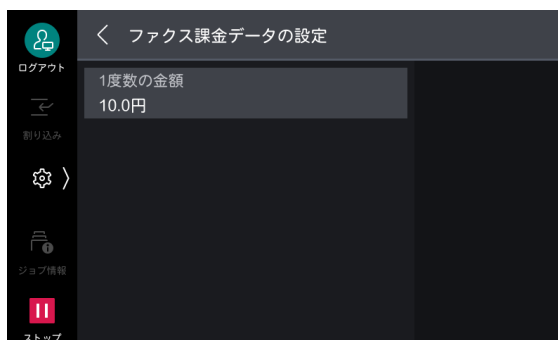 ファクス課金データの設定
ログアウト
1度数の金額
10.0円
割り込み
ジョブ情報
ストップ